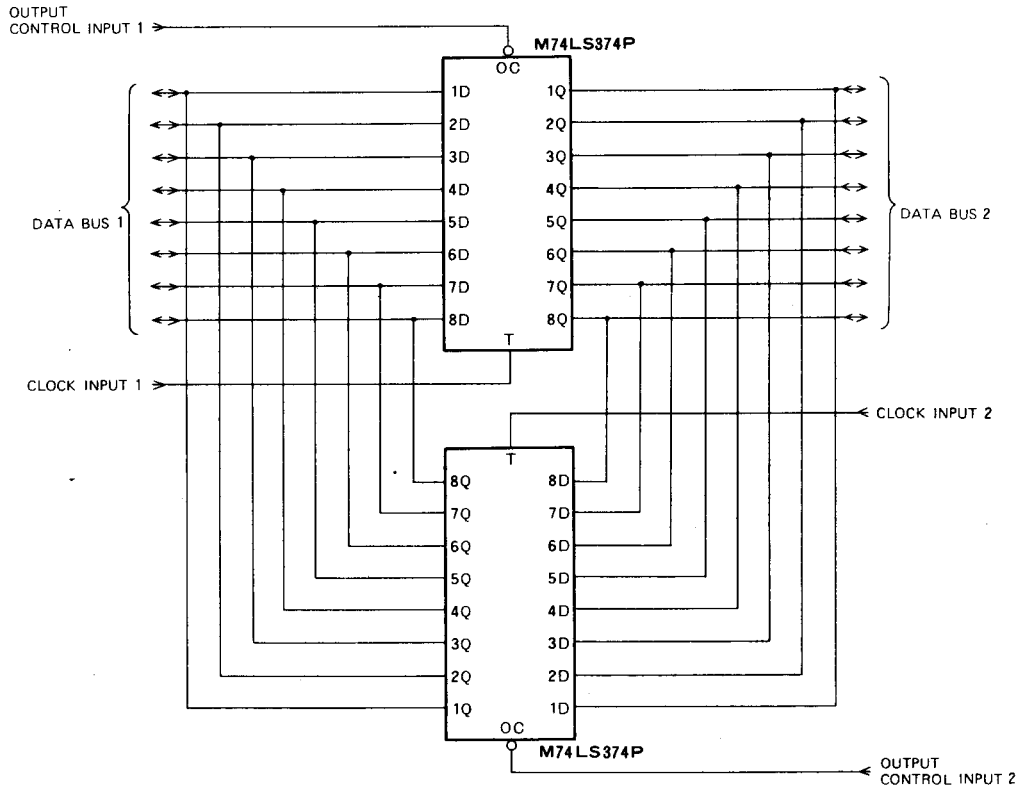 OUTPUT
CONTROL INPUT 1
M74LS374P
OC
1D
1Q
2D
2Q
3D
3Q
4D
4Q
DATA BUS 1
5D
5Q
DATA BUS 2
6D
6Q
7D
7Q
8D
8Q
T
CLOCK INPUT 1
CLOCK INPUT 2
T
8Q
8D
7Q
7D
6Q
6D
5Q
5D
4Q
4D
3Q
3D
2Q
2D
1Q
1D
OC
M74LS374P
OUTPUT
CONTROL INPUT 2